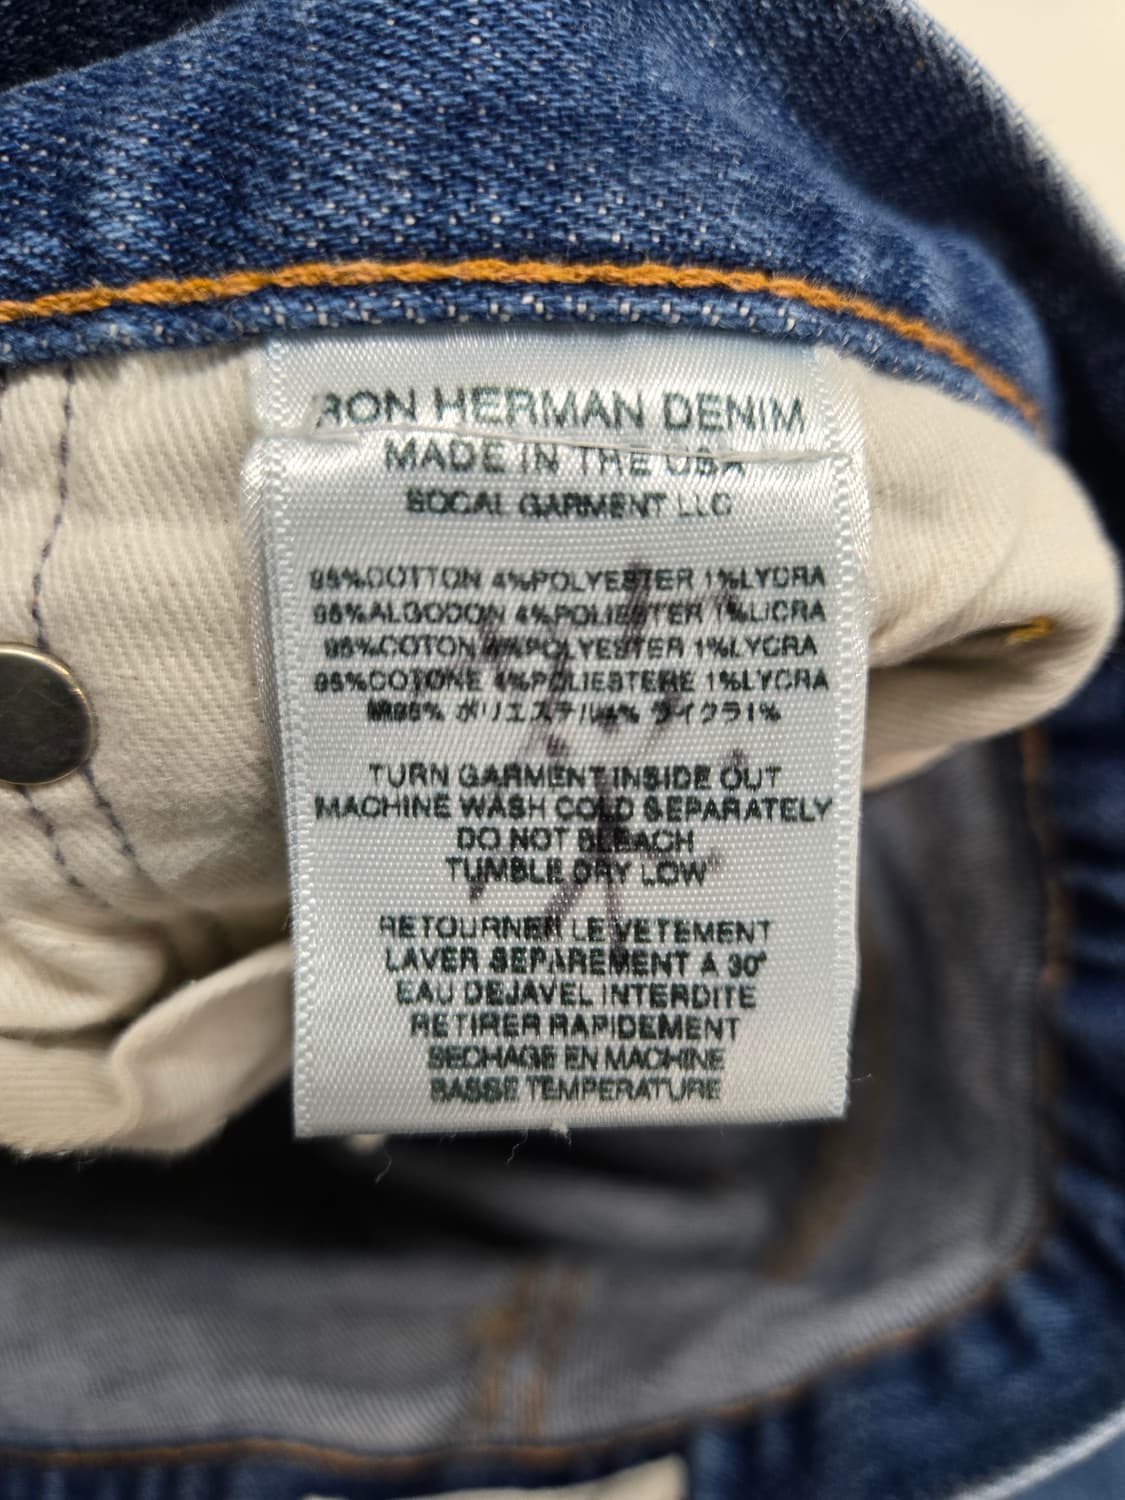 RON HERMAN DENIM
MADE IN THE USA
SOCAL GARMENT LLC
95%COTTON 4%POLYESTER 1%LYCRA
95%ALGODON 4%POLIESTER 1%LICRA
95%COTON 4%POLYESTER 1%LYCRA
95%COTONE 4%POLIESTERE 1%LYCRA
綿95% ポリエステル4% ライクラ1%
TURN GARMENT INSIDE OUT
MACHINE WASH COLD SEPARATELY
DO NOT BLEACH
TUMBLE DRY LOW
RETOURNER LE VETEMENT
LAVER SEPAREMENT A 30°
EAU DEJAVEL INTERDITE
RETIRER RAPIDEMENT
SECHAGE EN MACHINE
BASSE TEMPERATURE